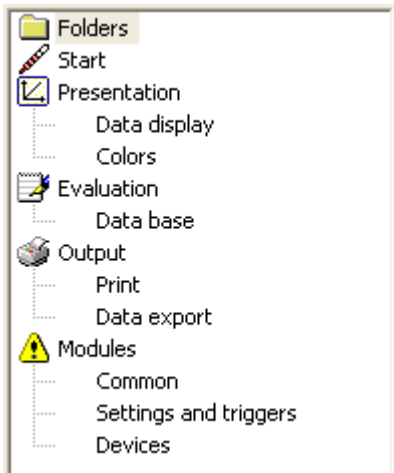 Folders
Start
Presentation
Data display
Colors
Evaluation
Data base
Output
Print
Data export
Modules
Common
Settings and triggers
Devices